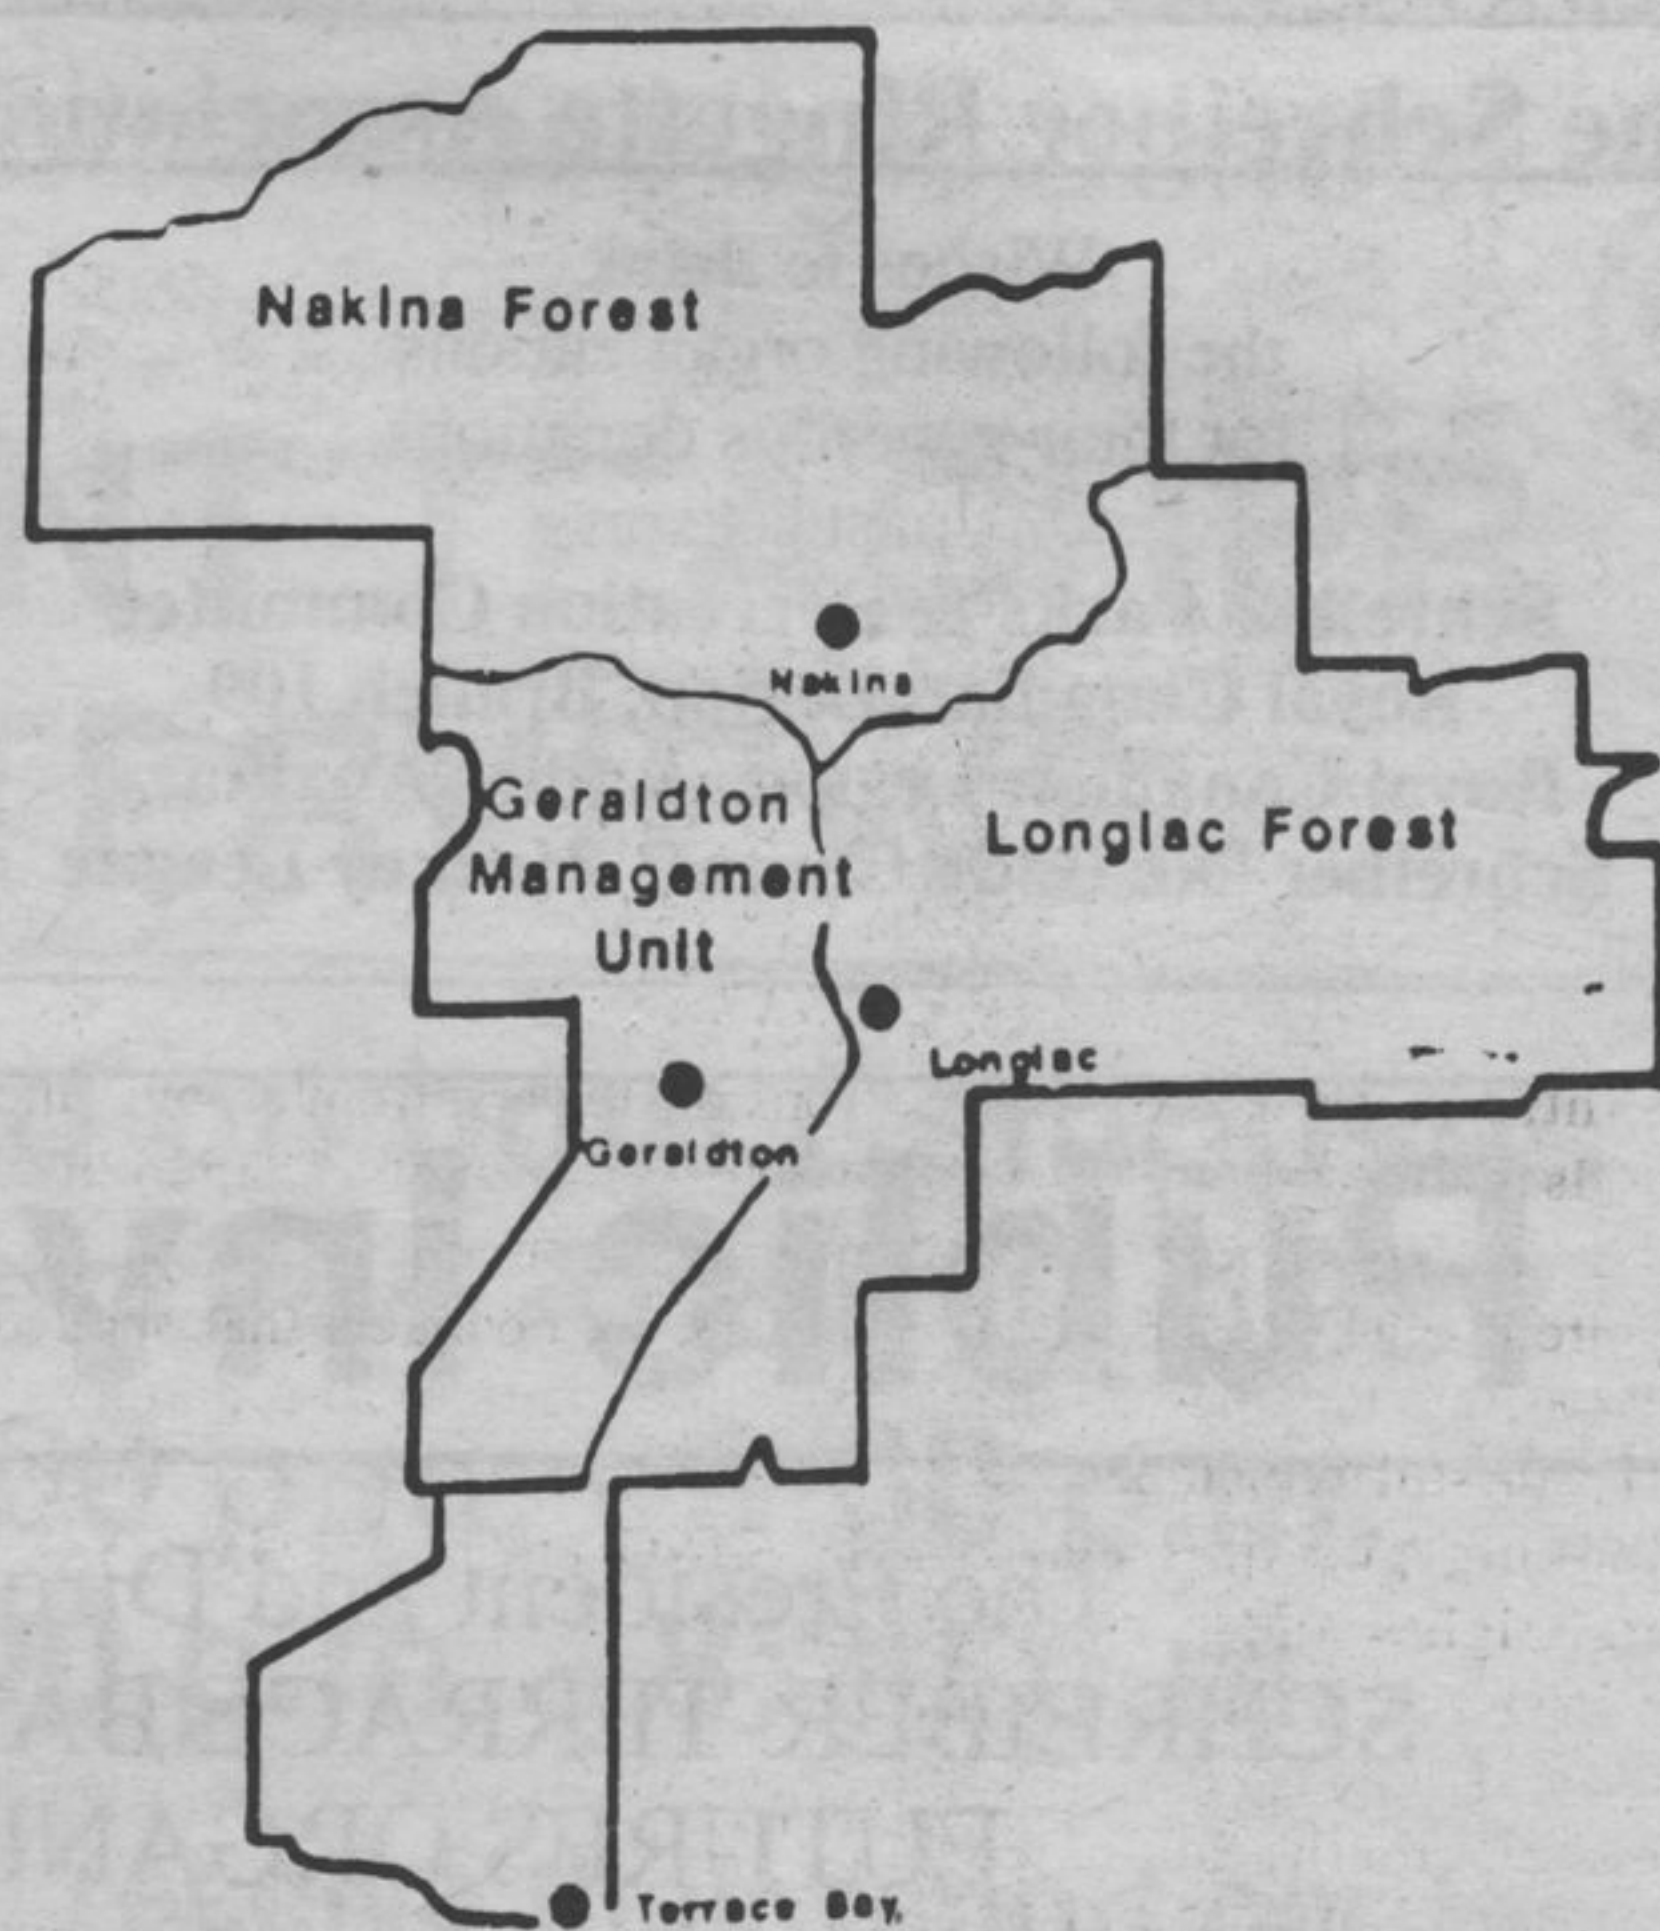 Nakina Forest
Nakina
Geraldton
Management
Unit
Longlac Forest
Longlac
Geraldton
Terrace Bay.